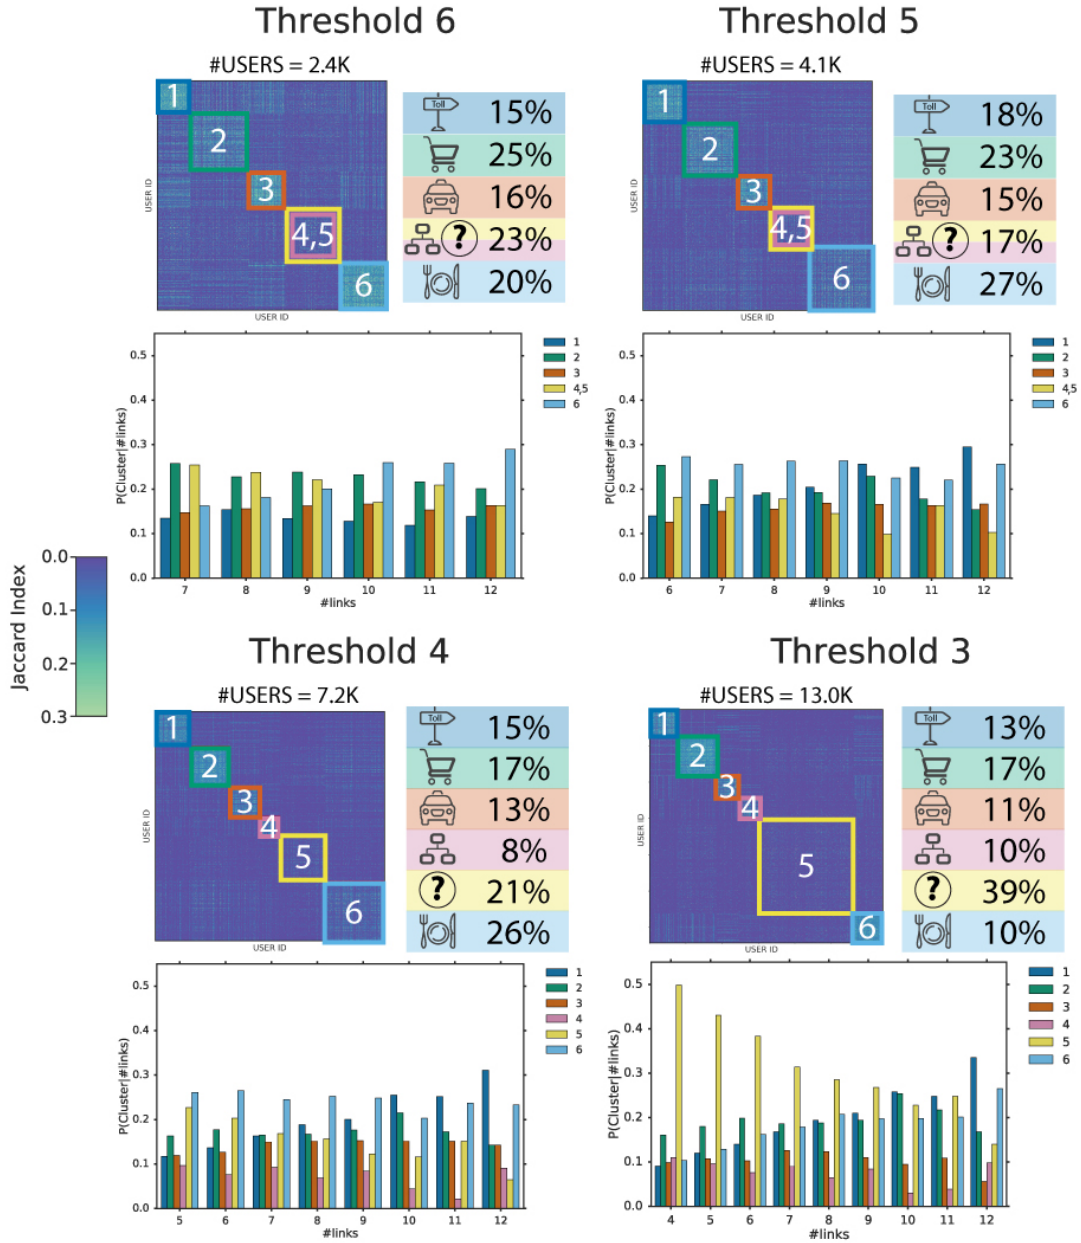 Threshold 6
#USERS = 2.4K
1
2
3
4,5
6
USER ID
USER ID
Toll
15%
25%
16%
? 23%
20%
0.5
0.4
0.3
0.2
0.1
0.0
P(Cluster|#links)
7 8 9 10 11 12
#links
1
2
3
4,5
6
Threshold 5
#USERS = 4.1K
1
2
3
4,5
6
USER ID
USER ID
Toll
18%
23%
15%
? 17%
27%
0.5
0.4
0.3
0.2
0.1
0.0
P(Cluster|#links)
6 7 8 9 10 11 12
#links
1
2
3
4,5
6
Jaccard Index
0.0
0.1
0.2
0.3
Threshold 4
#USERS = 7.2K
1
2
3
4
5
6
USER ID
USER ID
Toll
15%
17%
13%
8%
? 21%
26%
0.5
0.4
0.3
0.2
0.1
0.0
P(Cluster|#links)
5 6 7 8 9 10 11 12
#links
1
2
3
4
5
6
Threshold 3
#USERS = 13.0K
1
2
3
4
5
6
USER ID
USER ID
Toll
13%
17%
11%
10%
? 39%
10%
0.5
0.4
0.3
0.2
0.1
0.0
P(Cluster|#links)
4 5 6 7 8 9 10 11 12
#links
1
2
3
4
5
6